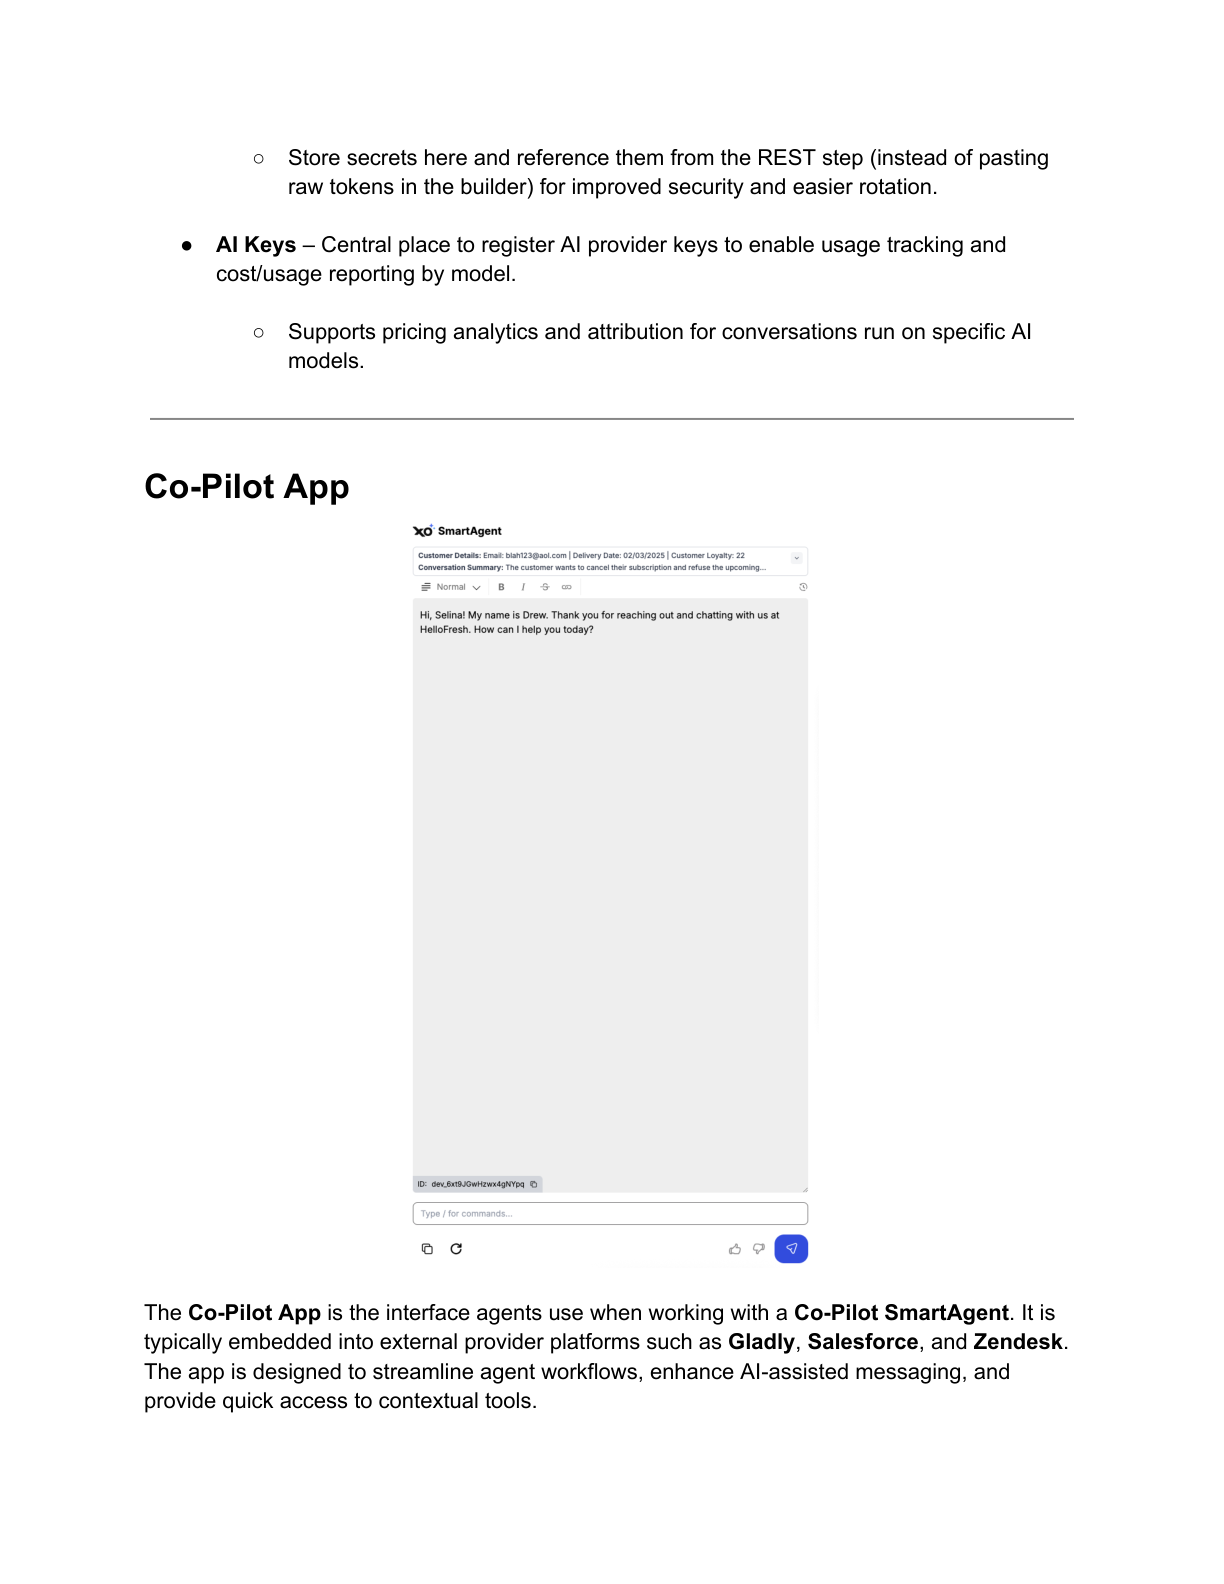 ○ Store secrets here and reference them from the REST step (instead of pasting
raw tokens in the builder) for improved security and easier rotation.
● AI Keys – Central place to register AI provider keys to enable usage tracking and
cost/usage reporting by model.
○ Supports pricing analytics and attribution for conversations run on specific AI
models.
Co-Pilot App
XO SmartAgent
Customer Details: Email: blah123@aol.com | Delivery Date: 02/03/2025 | Customer Loyalty: 22
Conversation Summary: The customer wants to cancel their subscription and refuse the upcoming...
Normal B I S
Hi, Selina! My name is Drew. Thank you for reaching out and chatting with us at
HelloFresh. How can I help you today?
ID: dev_6xt9JGwHzwx4gNYpq
Type / for commands...
The Co-Pilot App is the interface agents use when working with a Co-Pilot SmartAgent. It is
typically embedded into external provider platforms such as Gladly, Salesforce, and Zendesk.
The app is designed to streamline agent workflows, enhance AI-assisted messaging, and
provide quick access to contextual tools.